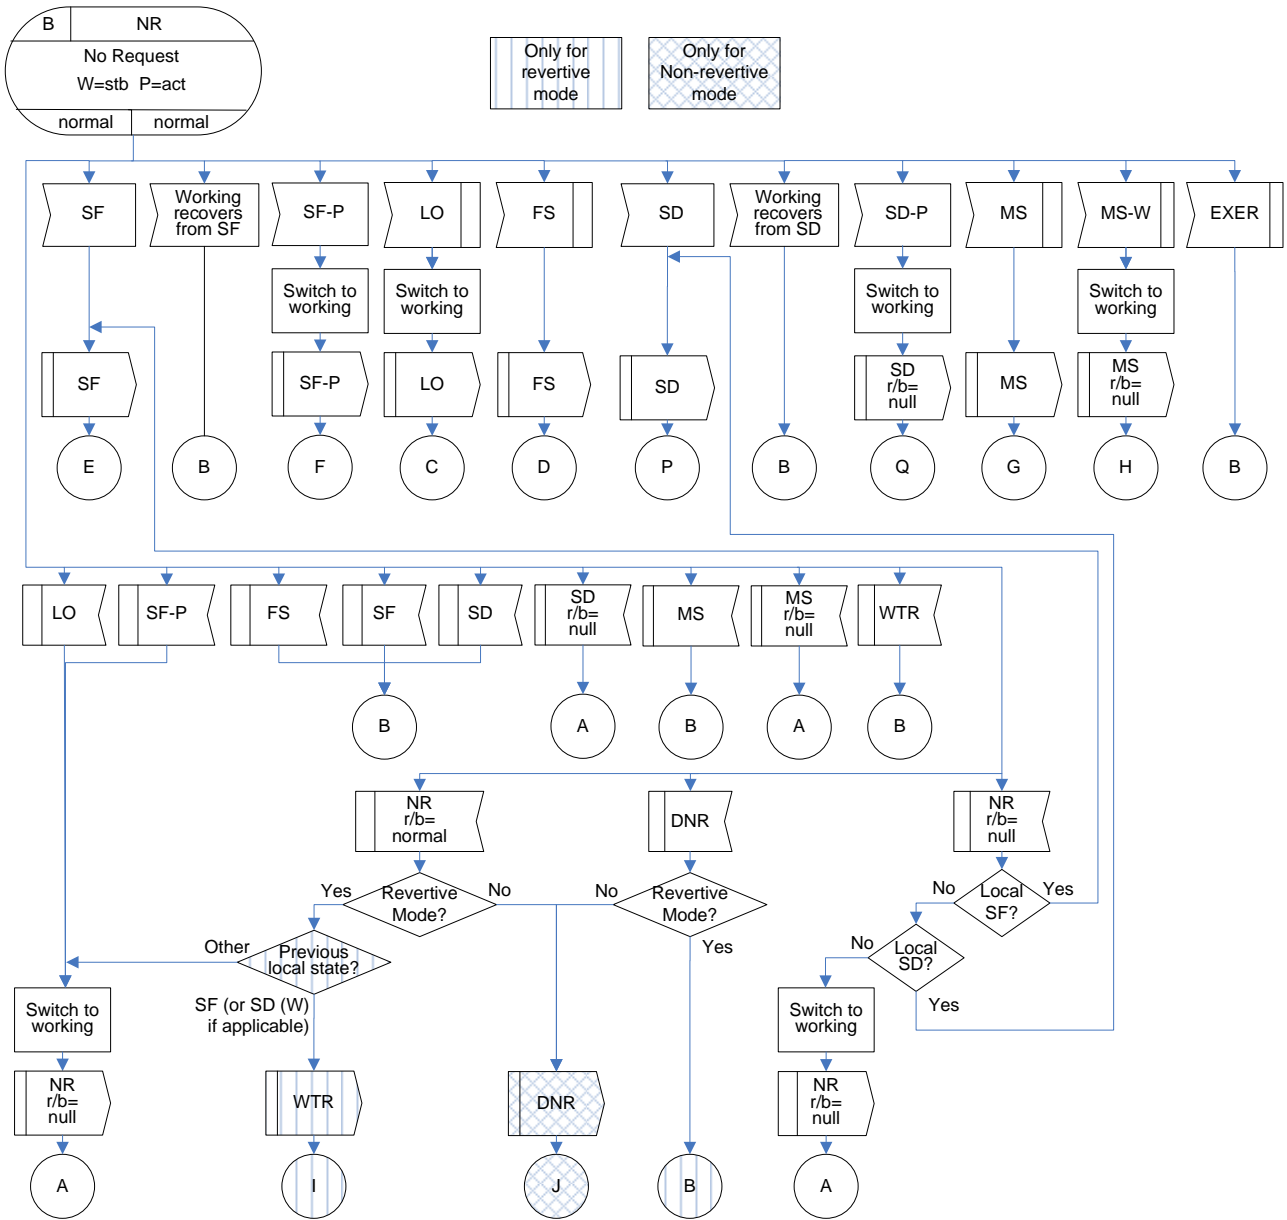 B NR
No Request
W=stb P=act
normal normal
Only for
revertive
mode
Only for
Non-revertive
mode
SF
Working
recovers
from SF
SF-P
LO
FS
SD
Working
recovers
from SD
SD-P
MS
MS-W
EXER
Switch to
working
Switch to
working
Switch to
working
Switch to
working
SF
SF-P
LO
FS
SD
SD
r/b=
null
MS
MS
r/b=
null
E
B
F
C
D
P
B
Q
G
H
B
LO
SF-P
FS
SF
SD
SD
r/b=
null
MS
MS
r/b=
null
WTR
B
A
B
A
B
NR
r/b=
normal
DNR
NR
r/b=
null
Yes
Revertive
Mode?
No
No
Revertive
Mode?
Yes
No
Local
SF?
Yes
Other
Previous
local state?
SF (or SD (W)
if applicable)
No
Local
SD?
Yes
Switch to
working
Switch to
working
NR
r/b=
null
WTR
DNR
NR
r/b=
null
A
I
J
B
A